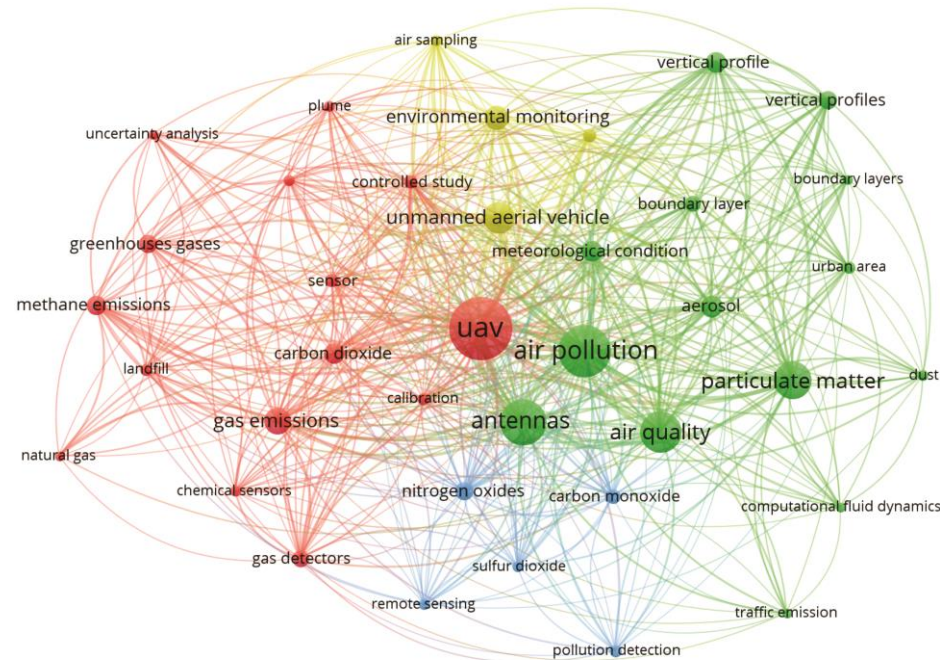 air sampling
vertical profile
vertical profiles
plume
environmental monitoring
uncertainty analysis
controlled study
boundary layers
boundary layer
unmanned aerial vehicle
greenhouses gases
meteorological condition
urban area
sensor
methane emissions
aerosol
uav
air pollution
carbon dioxide
landfill
particulate matter
dust
calibration
gas emissions
antennas
air quality
natural gas
chemical sensors
nitrogen oxides
carbon monoxide
computational fluid dynamics
gas detectors
sulfur dioxide
remote sensing
traffic emission
pollution detection